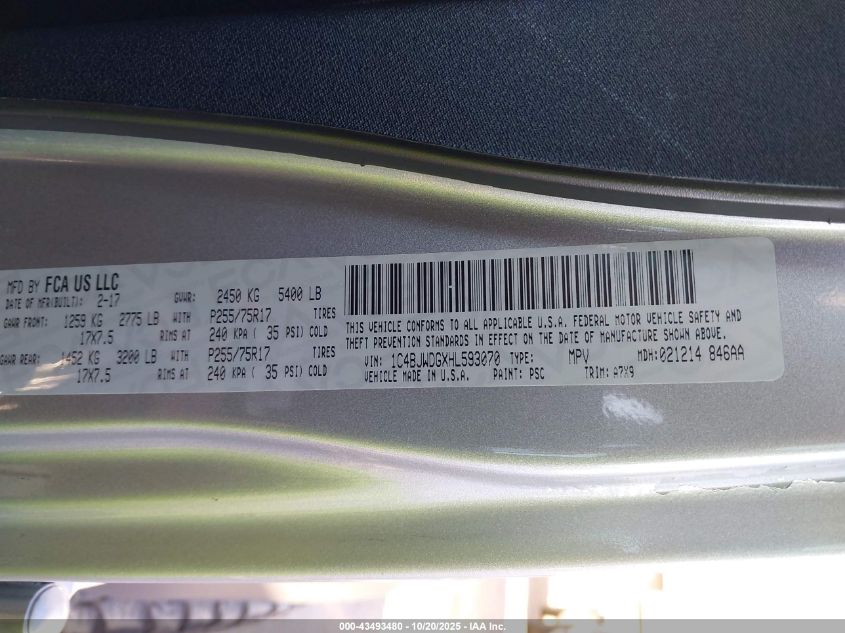 MFD BY FCA US LLC
DATE OF MFR(BUILT): 2-17 GVWR: 2450 KG 5400 LB
GAWR FRONT: 1259 KG 2775 LB WITH P255/75R17 TIRES
17X7.5 RIMS AT 240 KPA ( 35 PSI) COLD
GAWR REAR: 1452 KG 3200 LB WITH P255/75R17 TIRES
17X7.5 RIMS AT 240 KPA ( 35 PSI) COLD
THIS VEHICLE CONFORMS TO ALL APPLICABLE U.S.A. FEDERAL MOTOR VEHICLE SAFETY AND
THEFT PREVENTION STANDARDS IN EFFECT ON THE DATE OF MANUFACTURE SHOWN ABOVE.
VIN: 1C4BJWDGXHL593070 TYPE: MPV MDH: 021214 846AA
VEHICLE MADE IN U.S.A. PAINT: PSC TRIM: A7X9
000-43493480 - 10/20/2025 - IAA Inc.